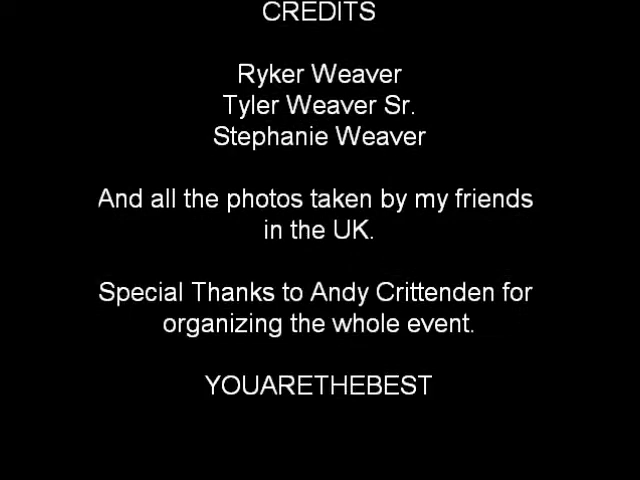 CREDITS
Ryker Weaver
Tyler Weaver Sr.
Stephanie Weaver
And all the photos taken by my friends
in the UK.
Special Thanks to Andy Crittenden for
organizing the whole event.
YOUARETHEBEST